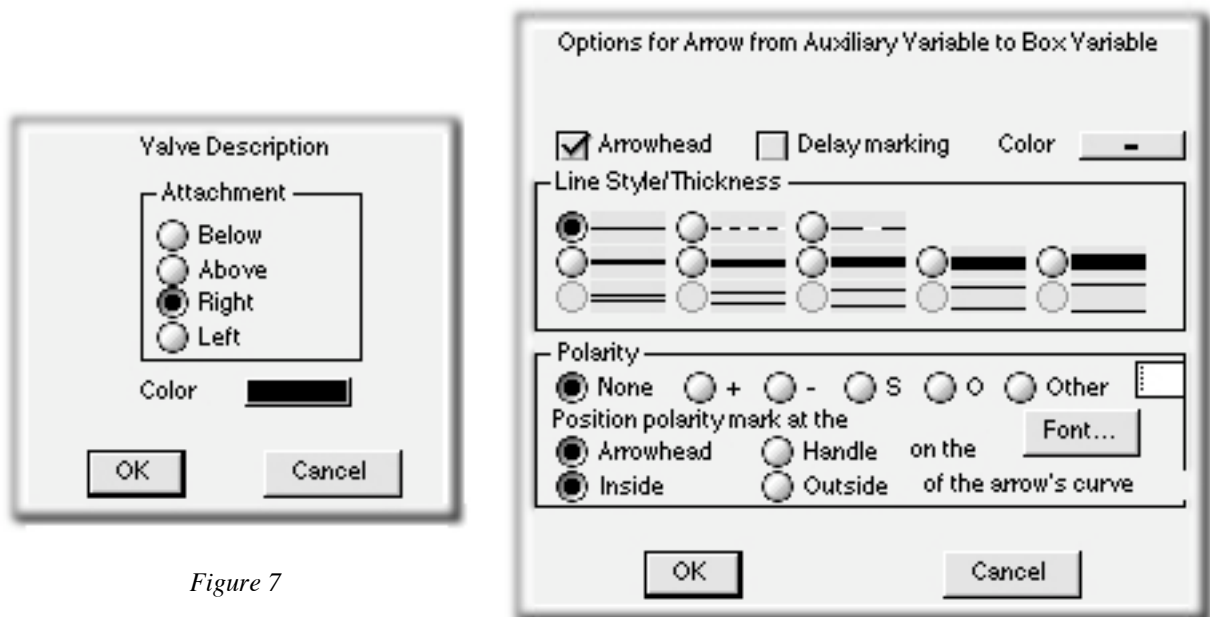 Valve Description
Attachment
Below
Above
Right
Left
Color
OK Cancel
Figure 7
Options for Arrow from Auxiliary Variable to Box Variable
Arrowhead Delay marking Color
Line Style/Thickness
Polarity
None + - S O Other
Position polarity mark at the
Font...
Arrowhead Handle on the
Inside Outside of the arrow's curve
OK Cancel